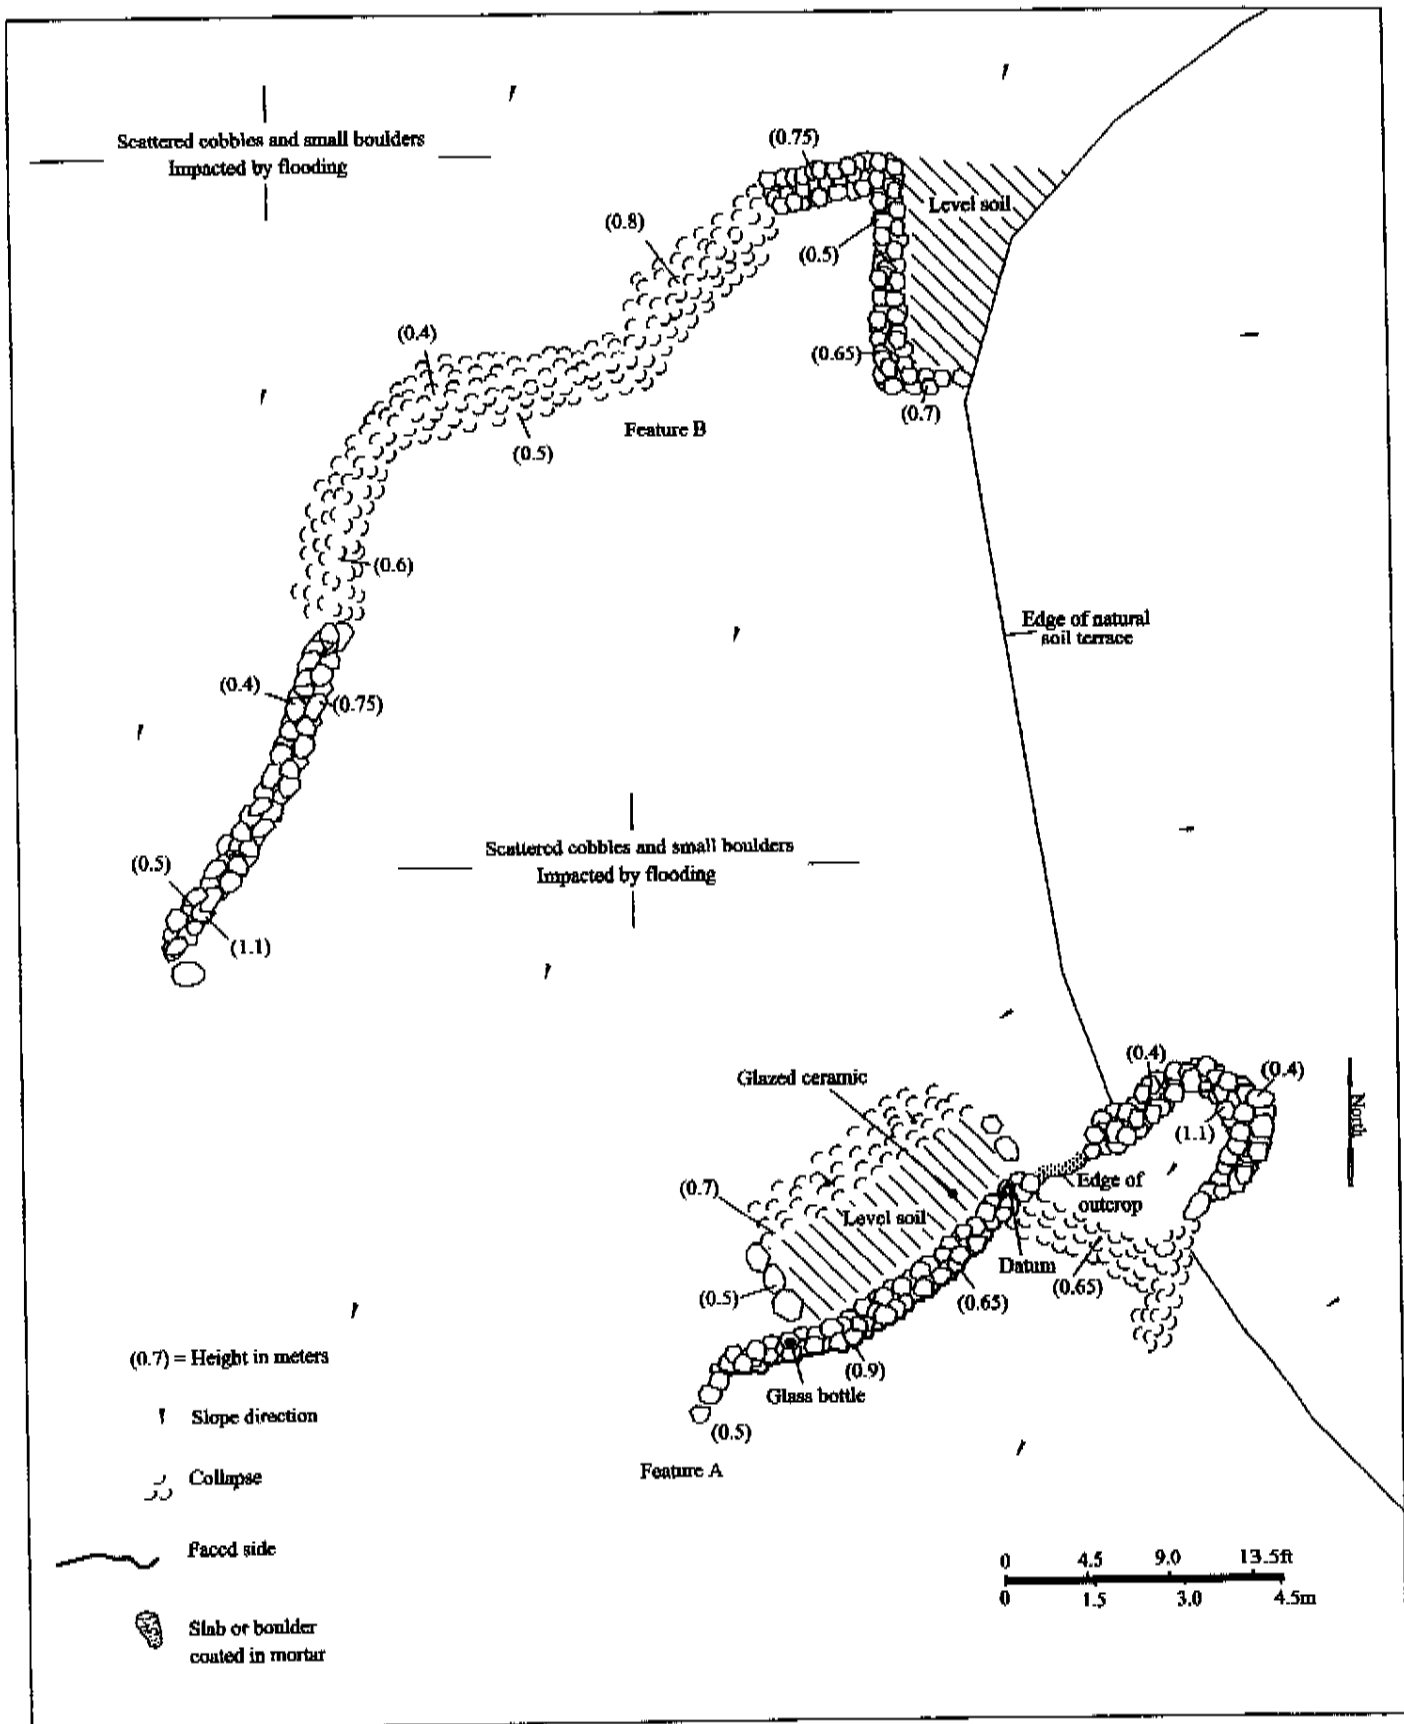 Scattered cobbles and small boulders
Impacted by flooding
(0.75)
Level soil
(0.8)
(0.5)
(0.4)
(0.65)
(0.7)
Feature B
(0.5)
(0.6)
Edge of natural
soil terrace
(0.4)
(0.75)
Scattered cobbles and small boulders
Impacted by flooding
(0.5)
(1.1)
Glazed ceramic
(0.4)
(0.4)
North
(1.1)
(0.7)
Edge of
outcrop
Level soil
Datum
(0.65)
(0.5)
(0.65)
(0.9)
Glass bottle
(0.5)
Feature A
(0.7) = Height in meters
Slope direction
Collapse
Faced side
Slab or boulder
coated in mortar
0 4.5 9.0 13.5ft
0 1.5 3.0 4.5m